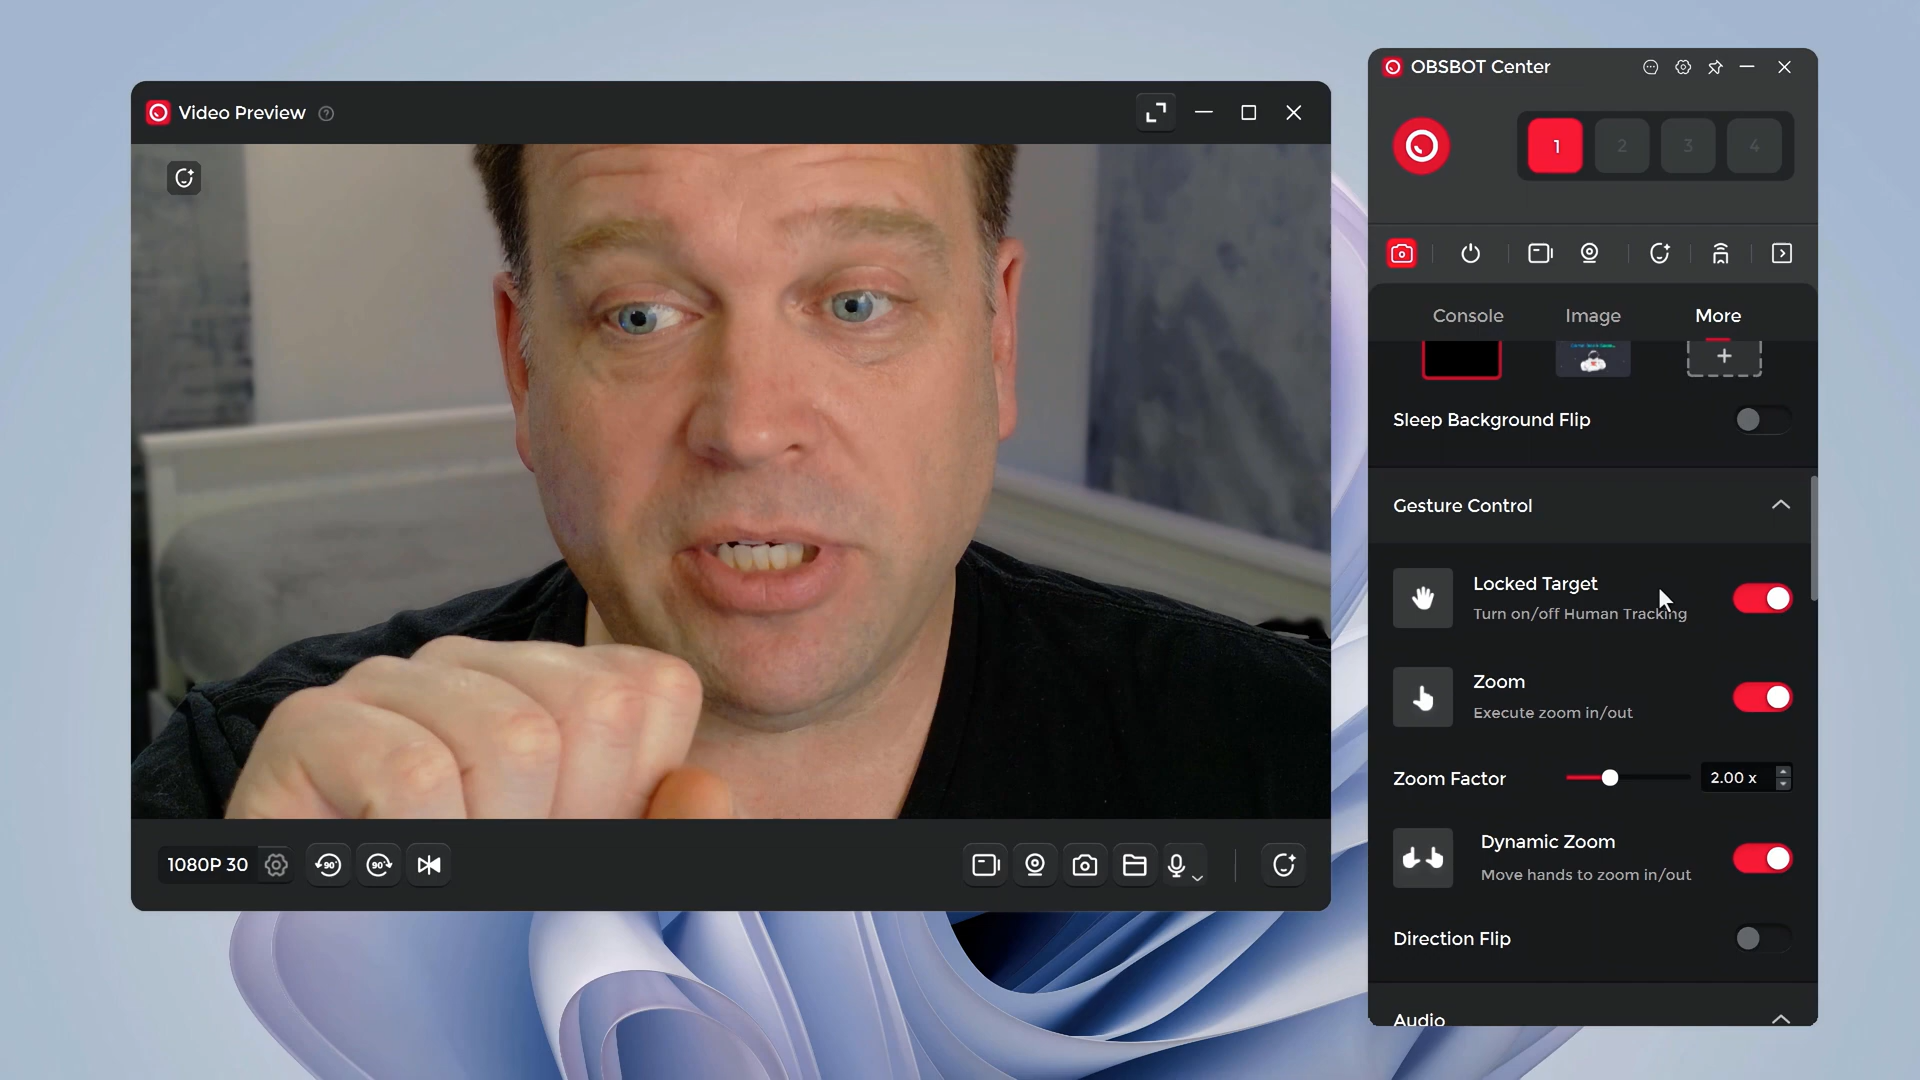 Video Preview
1080P 30
90°
90°
OBSBOT Center
1
2
3
4
Console
Image
More
Sleep Background Flip
Gesture Control
Locked Target
Turn on/off Human Tracking
Zoom
Execute zoom in/out
Zoom Factor
2.00 x
Dynamic Zoom
Move hands to zoom in/out
Direction Flip
Audio